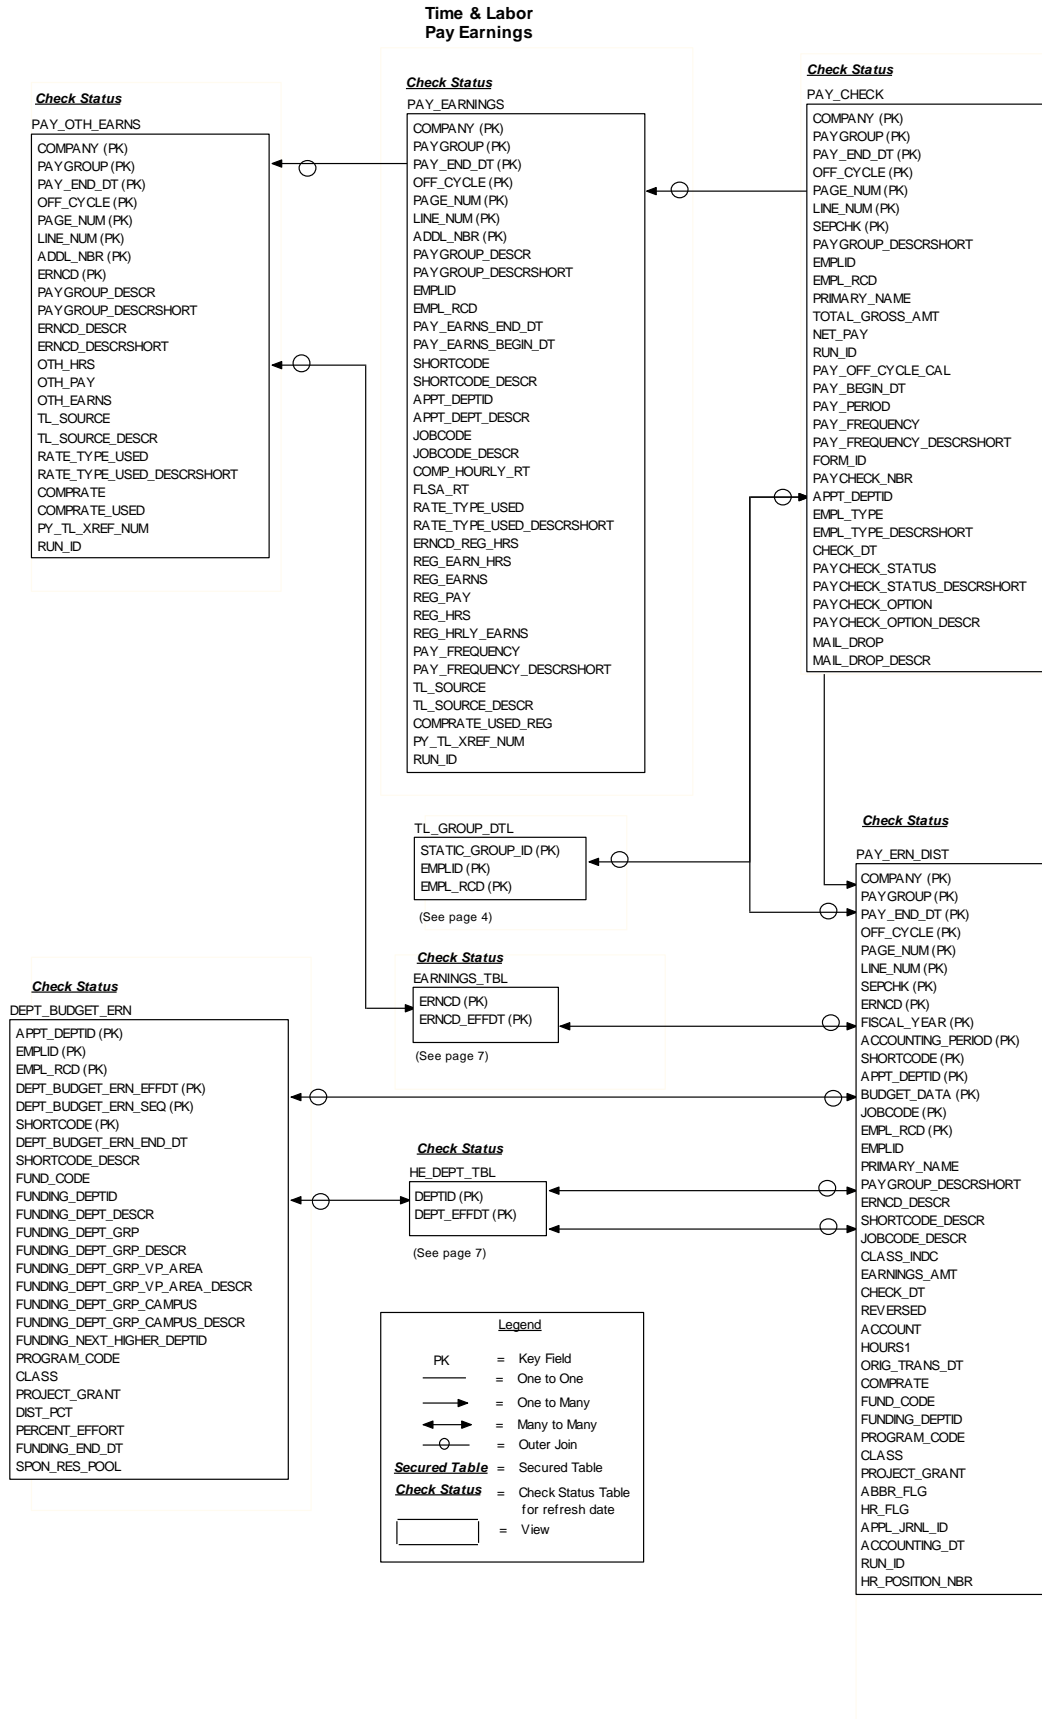 Time & Labor
Pay Earnings
Check Status
PAY_OTH_EARNS
COMPANY (PK)
PAYGROUP (PK)
PAY_END_DT (PK)
OFF_CYCLE (PK)
PAGE_NUM (PK)
LINE_NUM (PK)
ADDL_NBR (PK)
ERNCD (PK)
PAYGROUP_DESCR
PAYGROUP_DESCRSHORT
ERNCD_DESCR
ERNCD_DESCRSHORT
OTH_HRS
OTH_PAY
OTH_EARNS
TL_SOURCE
TL_SOURCE_DESCR
RATE_TYPE_USED
RATE_TYPE_USED_DESCRSHORT
COMPRATE
COMPRATE_USED
PY_TL_XREF_NUM
RUN_ID
Check Status
PAY_EARNINGS
COMPANY (PK)
PAYGROUP (PK)
PAY_END_DT (PK)
OFF_CYCLE (PK)
PAGE_NUM (PK)
LINE_NUM (PK)
ADDL_NBR (PK)
PAYGROUP_DESCR
PAYGROUP_DESCRSHORT
EMPLID
EMPL_RCD
PAY_EARNS_END_DT
PAY_EARNS_BEGIN_DT
SHORTCODE
SHORTCODE_DESCR
APPT_DEPTID
APPT_DEPT_DESCR
JOBCODE
JOBCODE_DESCR
COMP_HOURLY_RT
FLSA_RT
RATE_TYPE_USED
RATE_TYPE_USED_DESCRSHORT
ERNCD_REG_HRS
REG_EARN_HRS
REG_EARNS
REG_PAY
REG_HRS
REG_HRLY_EARNS
PAY_FREQUENCY
PAY_FREQUENCY_DESCRSHORT
TL_SOURCE
TL_SOURCE_DESCR
COMPRATE_USED_REG
PY_TL_XREF_NUM
RUN_ID
Check Status
PAY_CHECK
COMPANY (PK)
PAYGROUP (PK)
PAY_END_DT (PK)
OFF_CYCLE (PK)
PAGE_NUM (PK)
LINE_NUM (PK)
SEPCHK (PK)
PAYGROUP_DESCRSHORT
EMPLID
EMPL_RCD
PRIMARY_NAME
TOTAL_GROSS_AMT
NET_PAY
RUN_ID
PAY_OFF_CYCLE_CAL
PAY_BEGIN_DT
PAY_PERIOD
PAY_FREQUENCY
PAY_FREQUENCY_DESCRSHORT
FORM_ID
PAYCHECK_NBR
APPT_DEPTID
EMPL_TYPE
EMPL_TYPE_DESCRSHORT
CHECK_DT
PAYCHECK_STATUS
PAYCHECK_STATUS_DESCRSHORT
PAYCHECK_OPTION
PAYCHECK_OPTION_DESCR
MAIL_DROP
MAIL_DROP_DESCR
TL_GROUP_DTL
STATIC_GROUP_ID (PK)
EMPLID (PK)
EMPL_RCD (PK)
(See page 4)
Check Status
EARNINGS_TBL
ERNCD (PK)
ERNCD_EFFDT (PK)
(See page 7)
Check Status
HE_DEPT_TBL
DEPTID (PK)
DEPT_EFFDT (PK)
(See page 7)
Check Status
DEPT_BUDGET_ERN
APPT_DEPTID (PK)
EMPLID (PK)
EMPL_RCD (PK)
DEPT_BUDGET_ERN_EFFDT (PK)
DEPT_BUDGET_ERN_SEQ (PK)
SHORTCODE (PK)
DEPT_BUDGET_ERN_END_DT
SHORTCODE_DESCR
FUND_CODE
FUNDING_DEPTID
FUNDING_DEPT_DESCR
FUNDING_DEPT_GRP
FUNDING_DEPT_GRP_DESCR
FUNDING_DEPT_GRP_VP_AREA
FUNDING_DEPT_GRP_VP_AREA_DESCR
FUNDING_DEPT_GRP_CAMPUS
FUNDING_DEPT_GRP_CAMPUS_DESCR
FUNDING_NEXT_HIGHER_DEPTID
PROGRAM_CODE
CLASS
PROJECT_GRANT
DIST_PCT
PERCENT_EFFORT
FUNDING_END_DT
SPON_RES_POOL
Check Status
PAY_ERN_DIST
COMPANY (PK)
PAYGROUP (PK)
PAY_END_DT (PK)
OFF_CYCLE (PK)
PAGE_NUM (PK)
LINE_NUM (PK)
SEPCHK (PK)
ERNCD (PK)
FISCAL_YEAR (PK)
ACCOUNTING_PERIOD (PK)
SHORTCODE (PK)
APPT_DEPTID (PK)
BUDGET_DATA (PK)
JOBCODE (PK)
EMPL_RCD (PK)
EMPLID
PRIMARY_NAME
PAYGROUP_DESCRSHORT
ERNCD_DESCR
SHORTCODE_DESCR
JOBCODE_DESCR
CLASS_INDC
EARNINGS_AMT
CHECK_DT
REVERSED
ACCOUNT
HOURS1
ORIG_TRANS_DT
COMPRATE
FUND_CODE
FUNDING_DEPTID
PROGRAM_CODE
CLASS
PROJECT_GRANT
ABBR_FLG
HR_FLG
APPL_JRNL_ID
ACCOUNTING_DT
RUN_ID
HR_POSITION_NBR
Legend
PK = Key Field
= One to One
= One to Many
= Many to Many
= Outer Join
Secured Table = Secured Table
Check Status = Check Status Table
for refresh date
= View